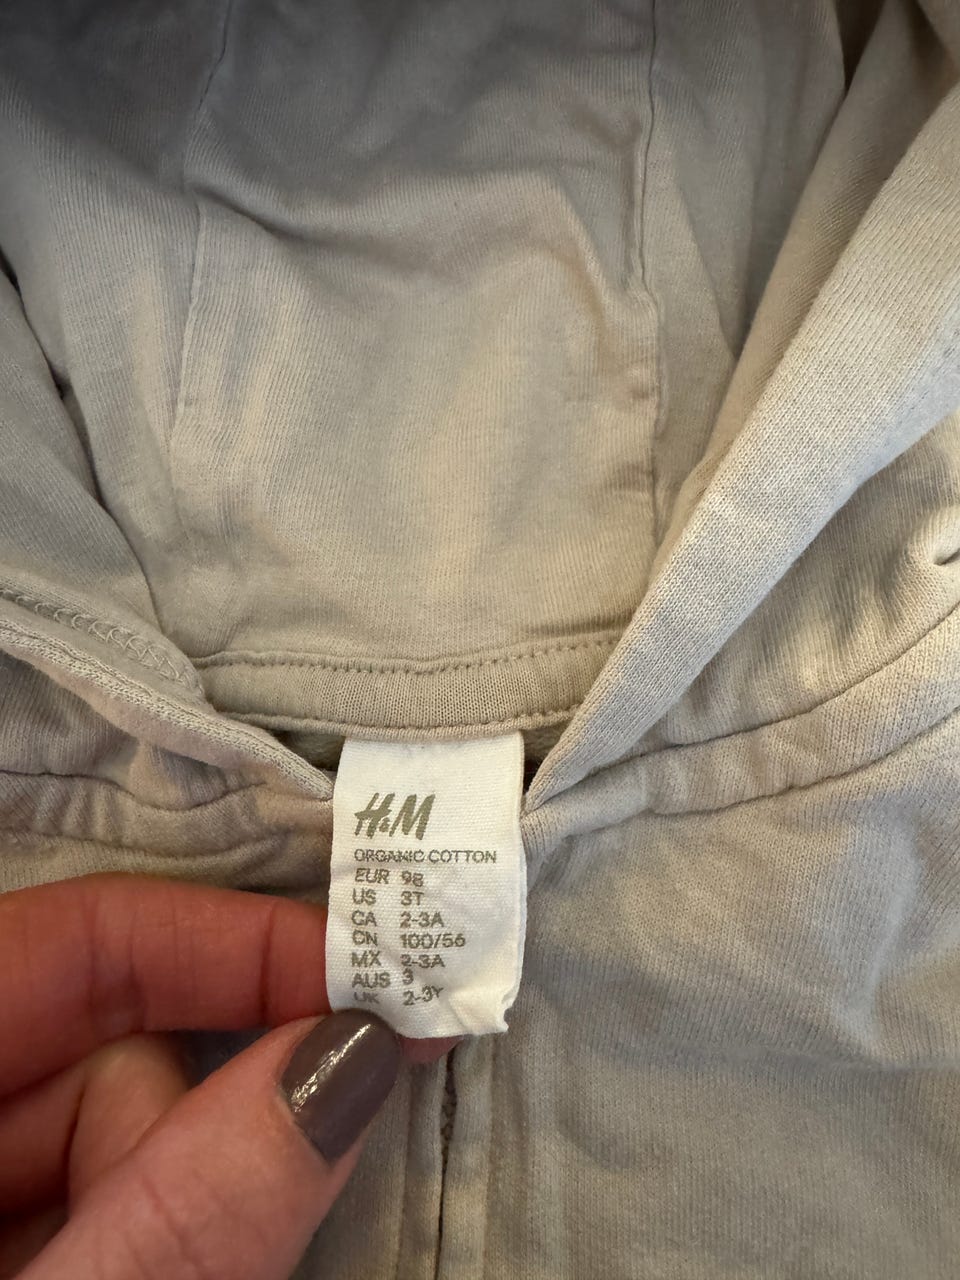 H&M
ORGANIC COTTON
EUR 98
US 3T
CA 2-3A
CN 100/56
MX 2-3A
AUS 3
UK 2-3Y